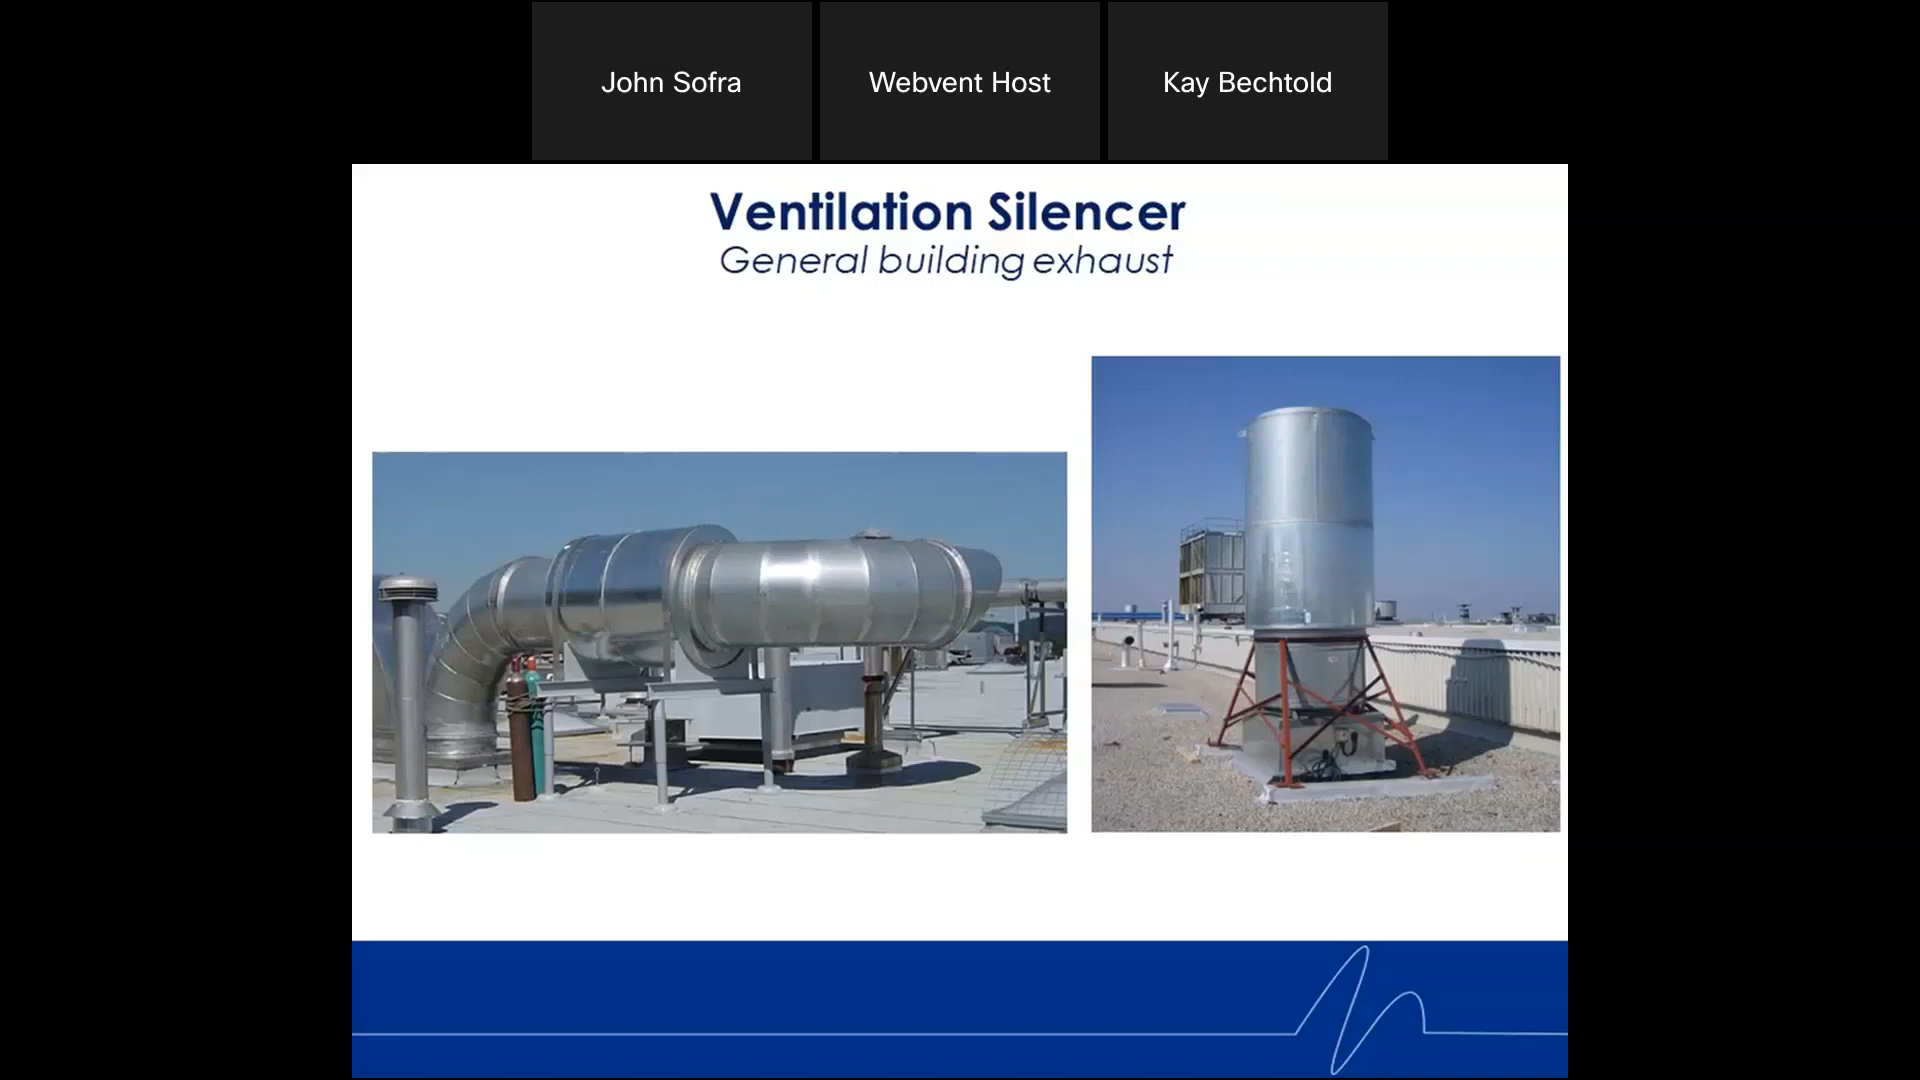 John Sofra
Webvent Host
Kay Bechtold
Ventilation Silencer
General building exhaust